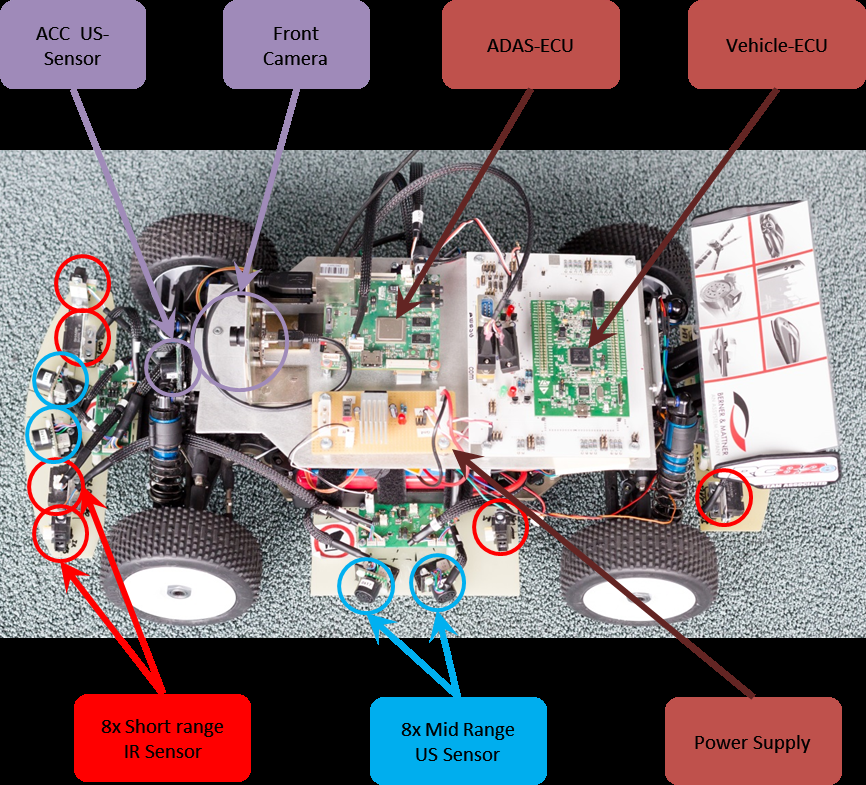 ACC US-
Sensor
Front
Camera
ADAS-ECU
Vehicle-ECU
BERNER & MATTNER
8x Short range
IR Sensor
8x Mid Range
US Sensor
Power Supply